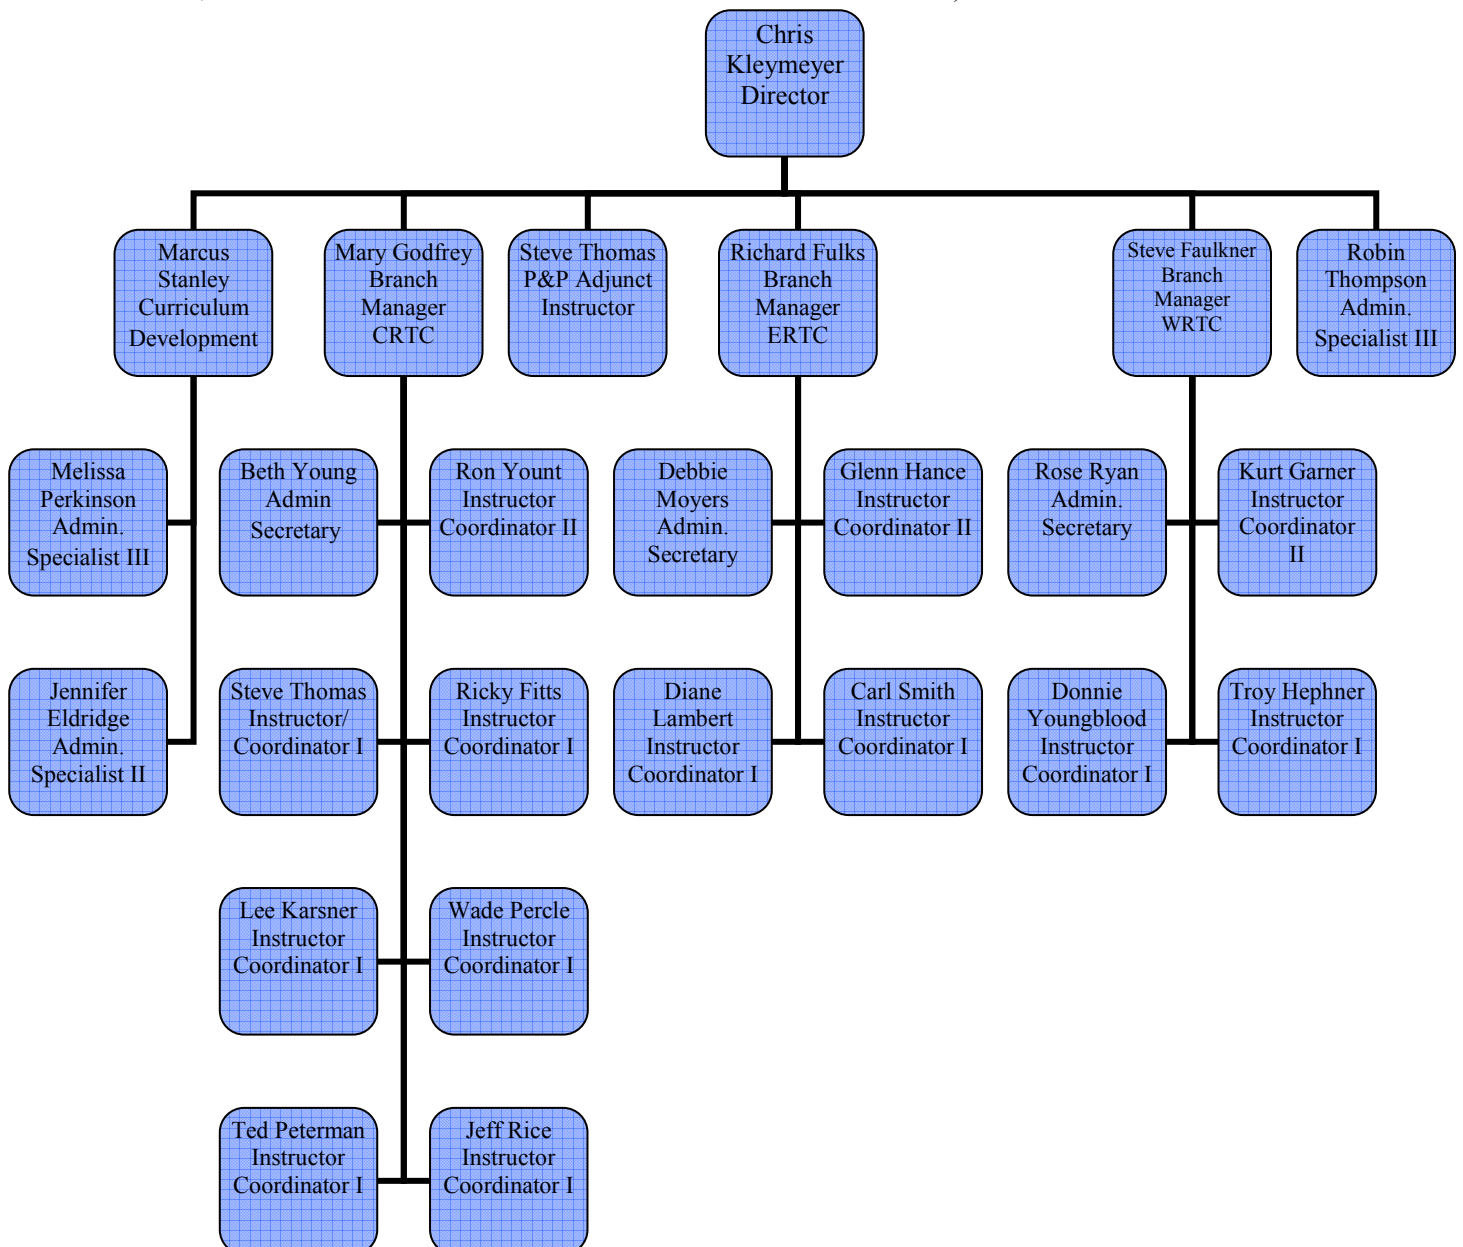 Chris
Kleymeyer
Director
Marcus
Stanley
Curriculum
Development
Mary Godfrey
Branch
Manager
CRTC
Steve Thomas
P&P Adjunct
Instructor
Richard Fulks
Branch
Manager
ERTC
Steve Faulkner
Branch
Manager
WRTC
Robin
Thompson
Admin.
Specialist III
Melissa
Perkinson
Admin.
Specialist III
Beth Young
Admin
Secretary
Ron Yount
Instructor
Coordinator II
Debbie
Moyers
Admin.
Secretary
Glenn Hance
Instructor
Coordinator II
Rose Ryan
Admin.
Secretary
Kurt Garner
Instructor
Coordinator
II
Jennifer
Eldridge
Admin.
Specialist II
Steve Thomas
Instructor/
Coordinator I
Ricky Fitts
Instructor
Coordinator I
Diane
Lambert
Instructor
Coordinator I
Carl Smith
Instructor
Coordinator I
Donnie
Youngblood
Instructor
Coordinator I
Troy Hephner
Instructor
Coordinator I
Lee Karsner
Instructor
Coordinator I
Wade Percle
Instructor
Coordinator I
Ted Peterman
Instructor
Coordinator I
Jeff Rice
Instructor
Coordinator I